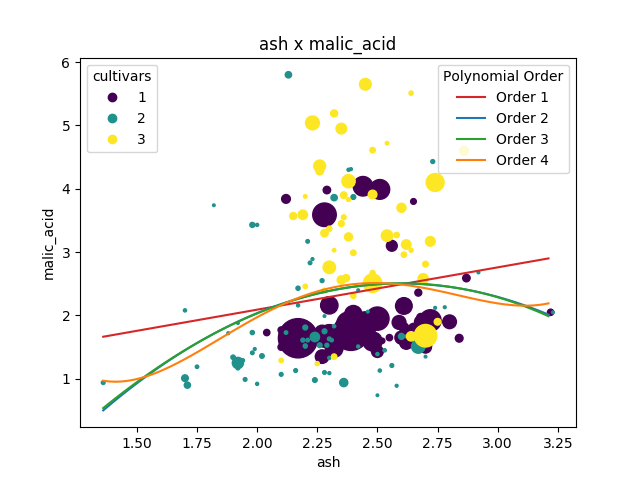 ash x malic_acid
cultivars
1
2
3
Polynomial Order
Order 1
Order 2
Order 3
Order 4
malic_acid
6
5
4
3
2
1
1.50
1.75
2.00
2.25
2.50
2.75
3.00
3.25
ash